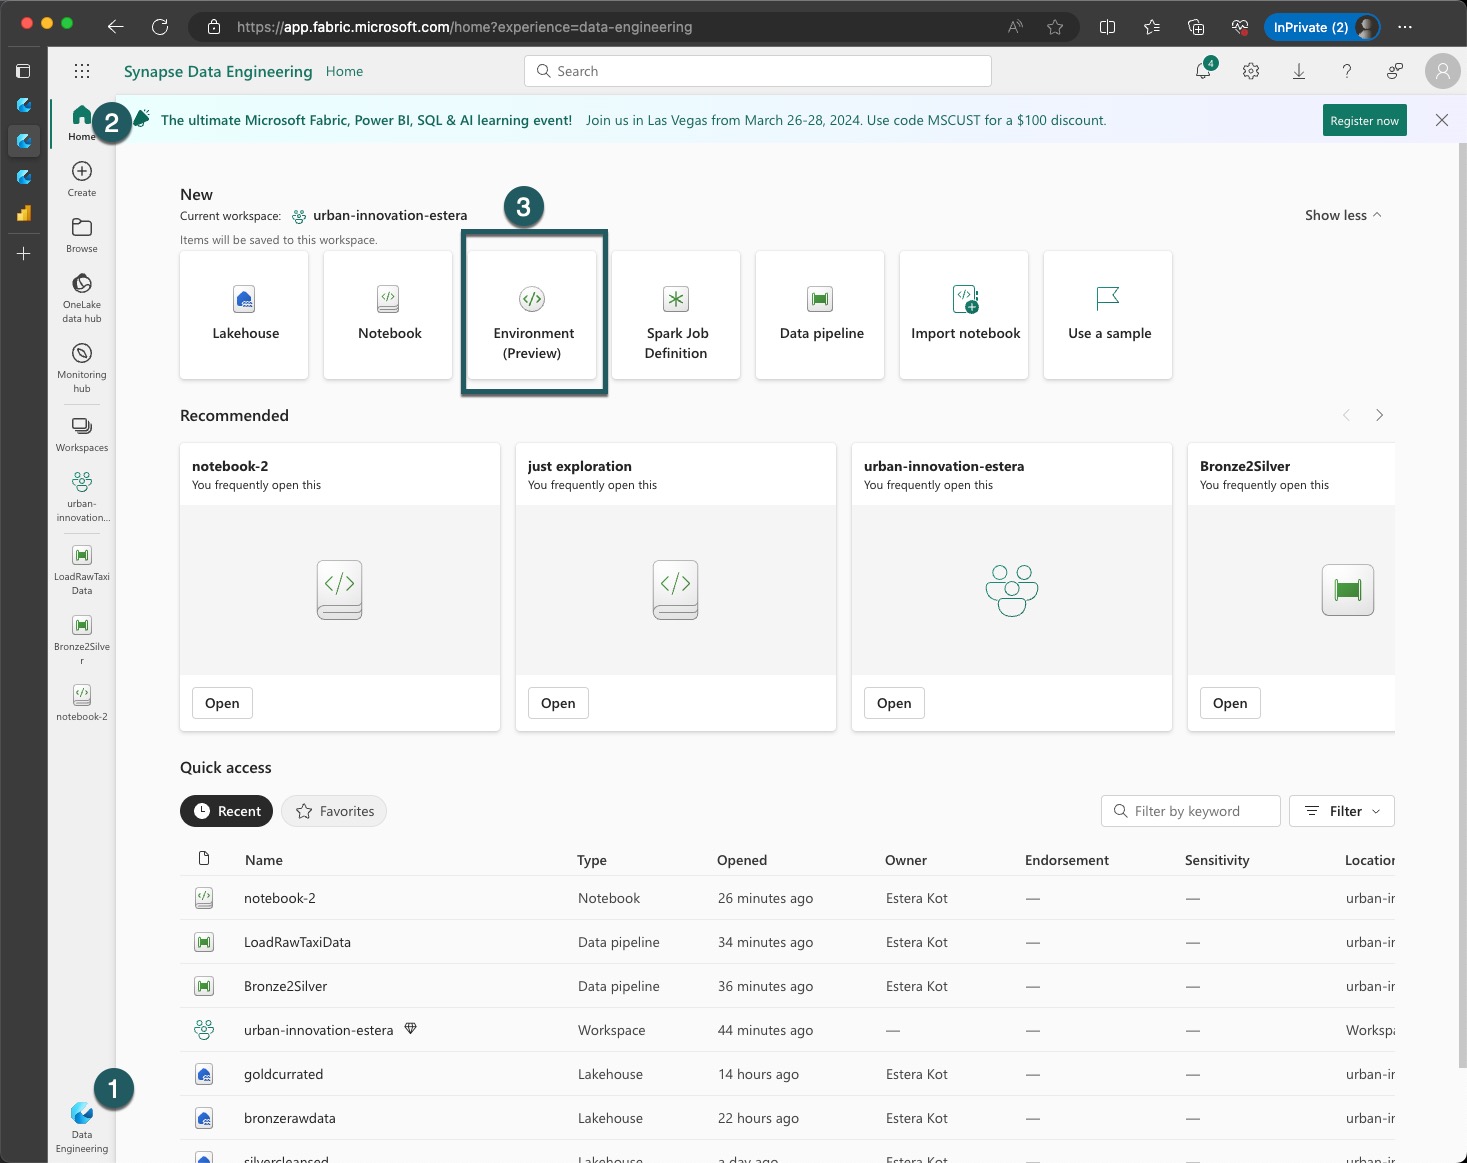 https://app.fabric.microsoft.com/home?experience=data-engineering
InPrivate (2)
Synapse Data Engineering Home
Search
4
2
The ultimate Microsoft Fabric, Power BI, SQL & AI learning event! Join us in Las Vegas from March 26-28, 2024. Use code MSCUST for a $100 discount.
Register now
Home
Create
Browse
OneLake
data hub
Monitoring
hub
Workspaces
urban-
innovation...
LoadRawTaxi
Data
Bronze2Silve
r
notebook-2
1
Data
Engineering
New
Current workspace: urban-innovation-estera
3
Show less
Items will be saved to this workspace.
Lakehouse
Notebook
Environment
(Preview)
Spark Job
Definition
Data pipeline
Import notebook
Use a sample
Recommended
notebook-2
You frequently open this
Open
just exploration
You frequently open this
Open
urban-innovation-estera
You frequently open this
Open
Bronze2Silver
You frequently open this
Open
Quick access
Recent Favorites
Filter by keyword
Filter
Name Type Opened Owner Endorsement Sensitivity Location
notebook-2 Notebook 26 minutes ago Estera Kot — — urban-ir
LoadRawTaxiData Data pipeline 34 minutes ago Estera Kot — — urban-ir
Bronze2Silver Data pipeline 36 minutes ago Estera Kot — — urban-ir
urban-innovation-estera Workspace 44 minutes ago — — — Workspa
goldcurrated Lakehouse 14 hours ago Estera Kot — — urban-ir
bronzerawdata Lakehouse 22 hours ago Estera Kot — — urban-ir
silvercleansed Lakehouse a day ago Estera Kot — — urban-ir